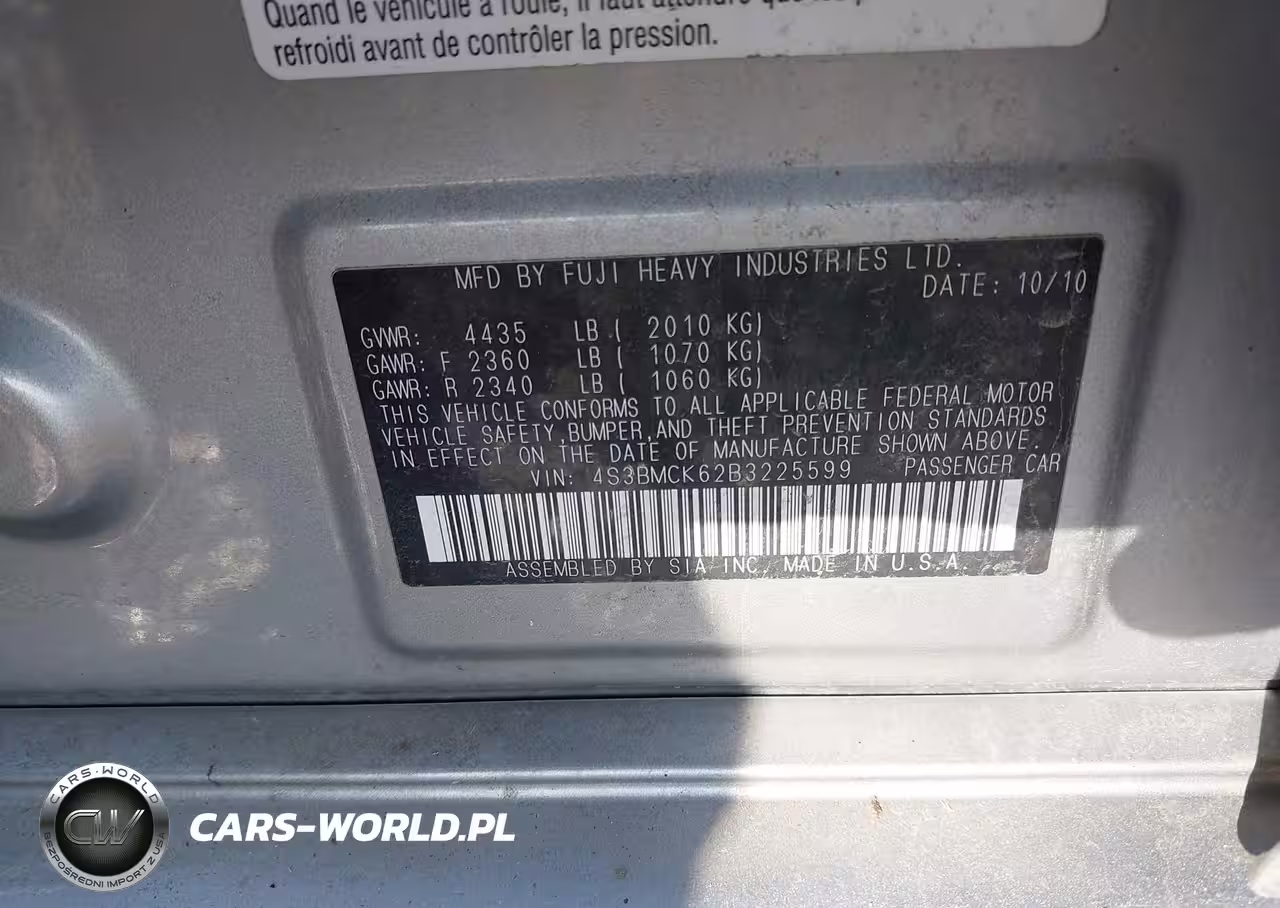 Quand le véhicule a roulé, il faut attendre que
refroidi avant de contrôler la pression.
MFD BY FUJI HEAVY INDUSTRIES LTD.
DATE: 10/10
GVWR: 4435 LB ( 2010 KG)
GAWR: F 2360 LB ( 1070 KG)
GAWR: R 2340 LB ( 1060 KG)
THIS VEHICLE CONFORMS TO ALL APPLICABLE FEDERAL MOTOR
VEHICLE SAFETY,BUMPER,AND THEFT PREVENTION STANDARDS
IN EFFECT ON THE DATE OF MANUFACTURE SHOWN ABOVE.
VIN: 4S3BMCK62B3225599 PASSENGER CAR
ASSEMBLED BY SIA INC, MADE IN U.S.A.
CARS-WORLD
CW
BEZPOŚREDNI IMPORT Z USA
CARS-WORLD.PL